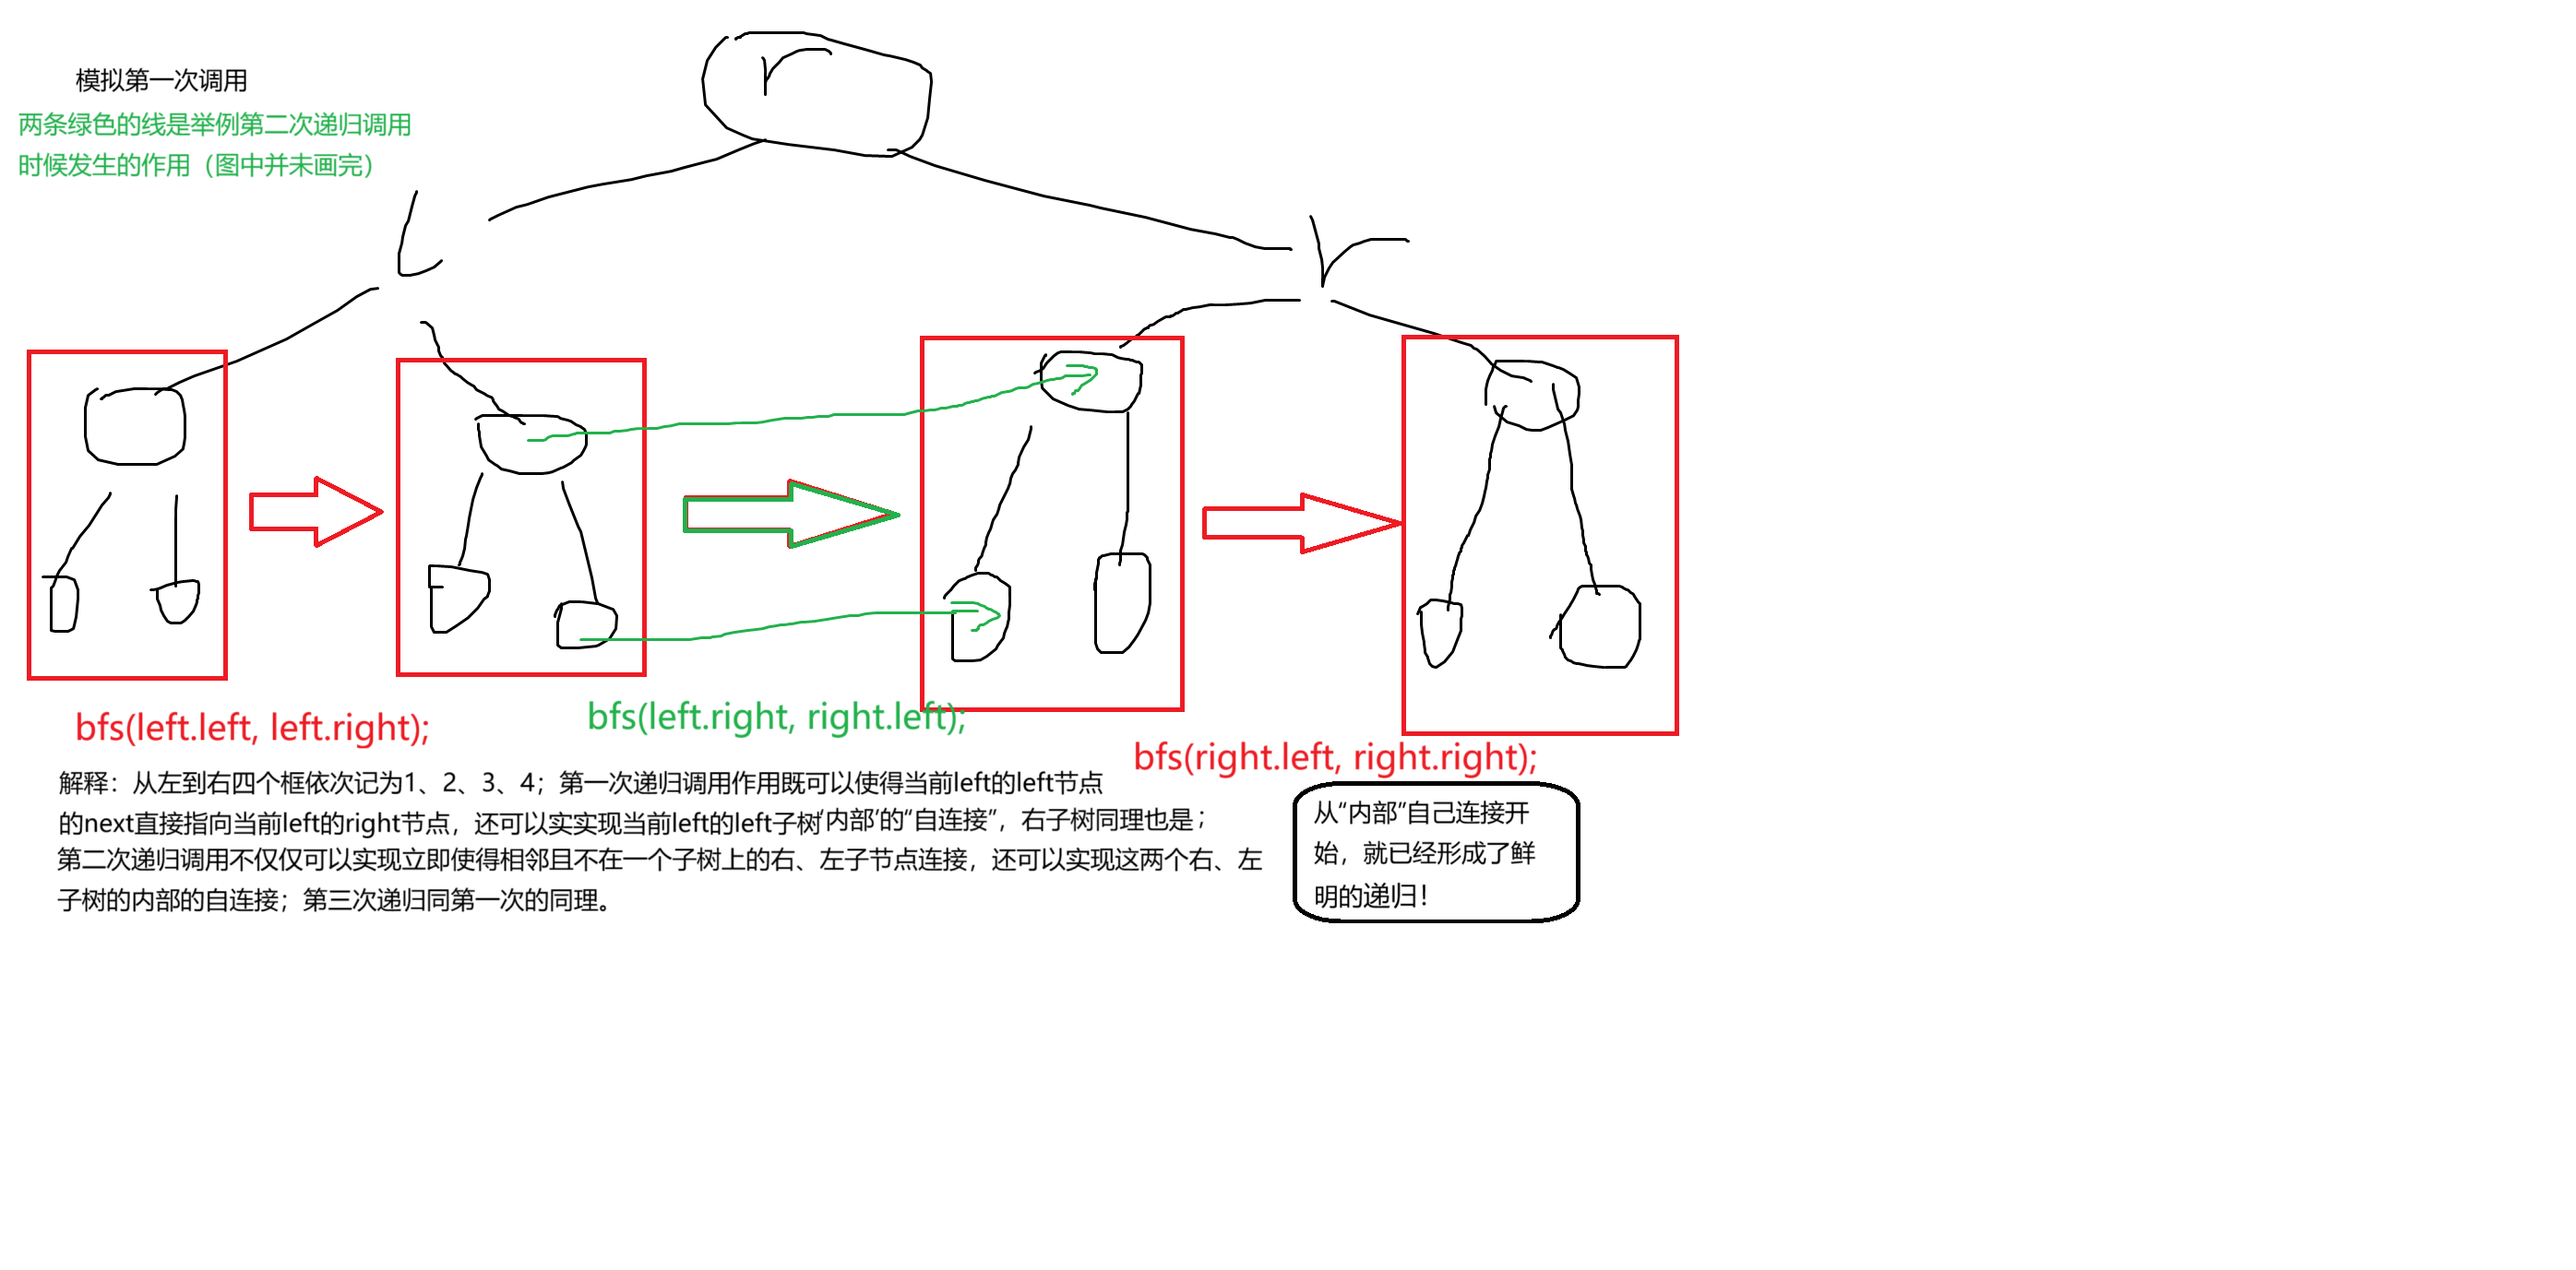 r
模拟第一次调用
两条绿色的线是举例第二次递归调用
时候发生的作用（图中并未画完）
L
r
bfs(left.left, left.right);
bfs(left.right, right.left);
bfs(right.left, right.right);
解释：从左到右四个框依次记为1、2、3、4；第一次递归调用作用既可以使得当前left的left节点
的next直接指向当前left的right节点，还可以实实现当前left的left子树‘内部’的“自连接”，右子树同理也是；
第二次递归调用不仅仅可以实现立即使得相邻且不在一个子树上的右、左子节点连接，还可以实现这两个右、左
子树的内部的自连接；第三次递归同第一次的同理。
从“内部”自己连接开
始，就已经形成了鲜
明的递归！